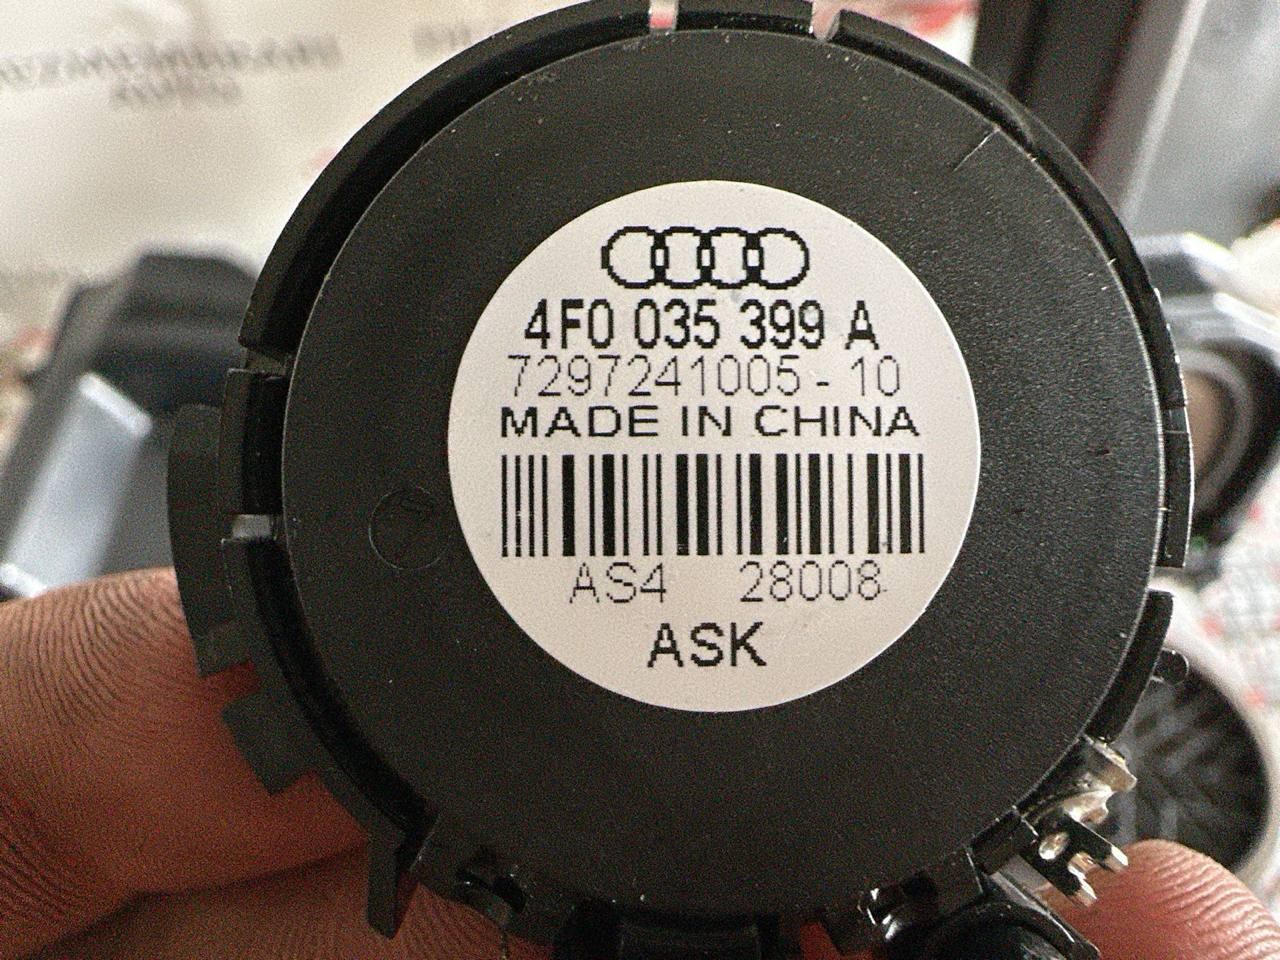 4F0 035 399 A
7297241005 - 10
MADE IN CHINA
AS4 28008
ASK